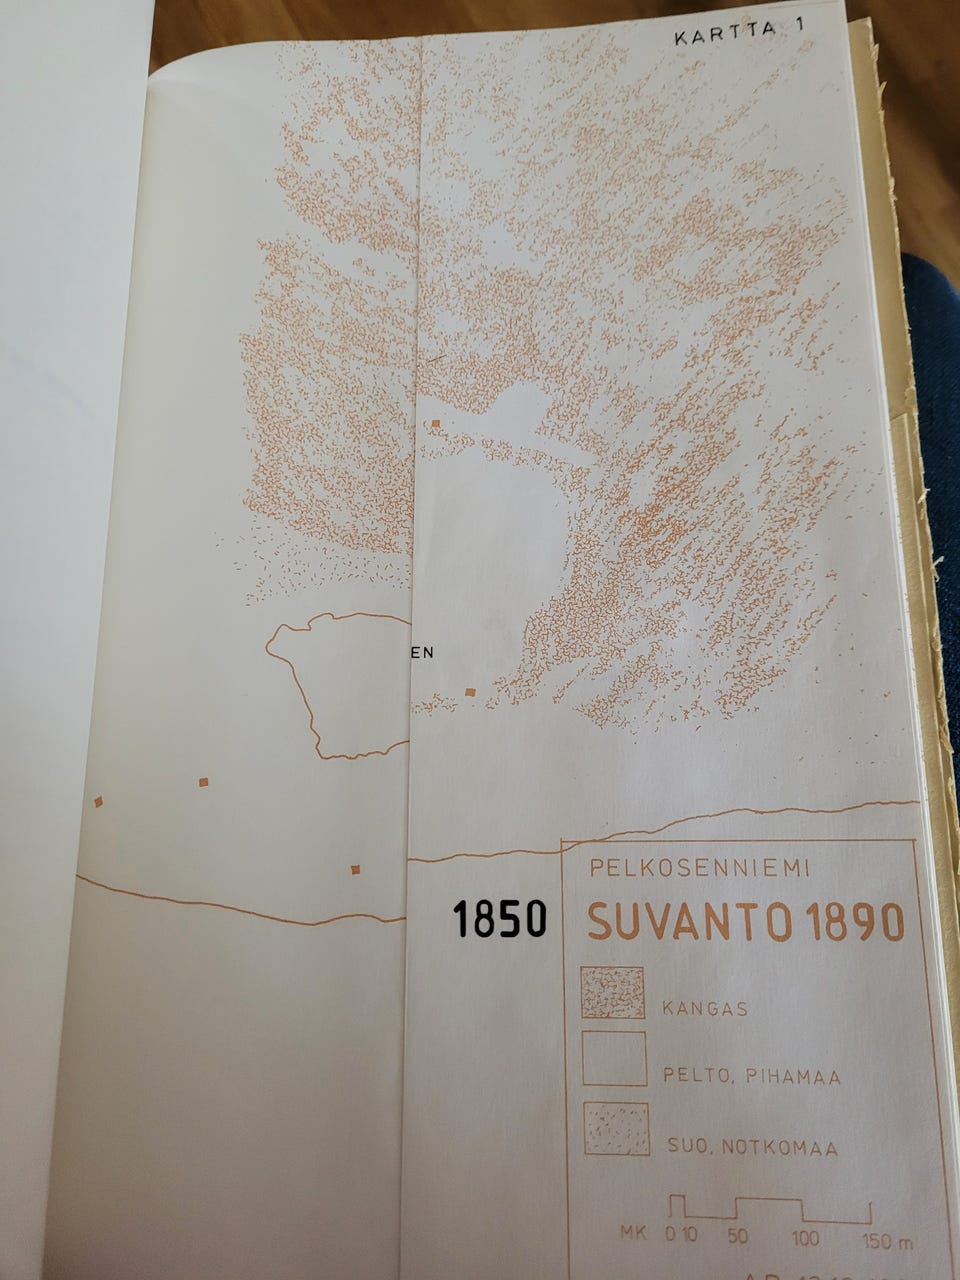 KARTTA 1
EN
1850
PELKOSENNIEMI
SUVANTO 1890
KANGAS
PELTO, PIHAMAA
SUO, NOTKOMAA
MK 0 10 50 100 150 m